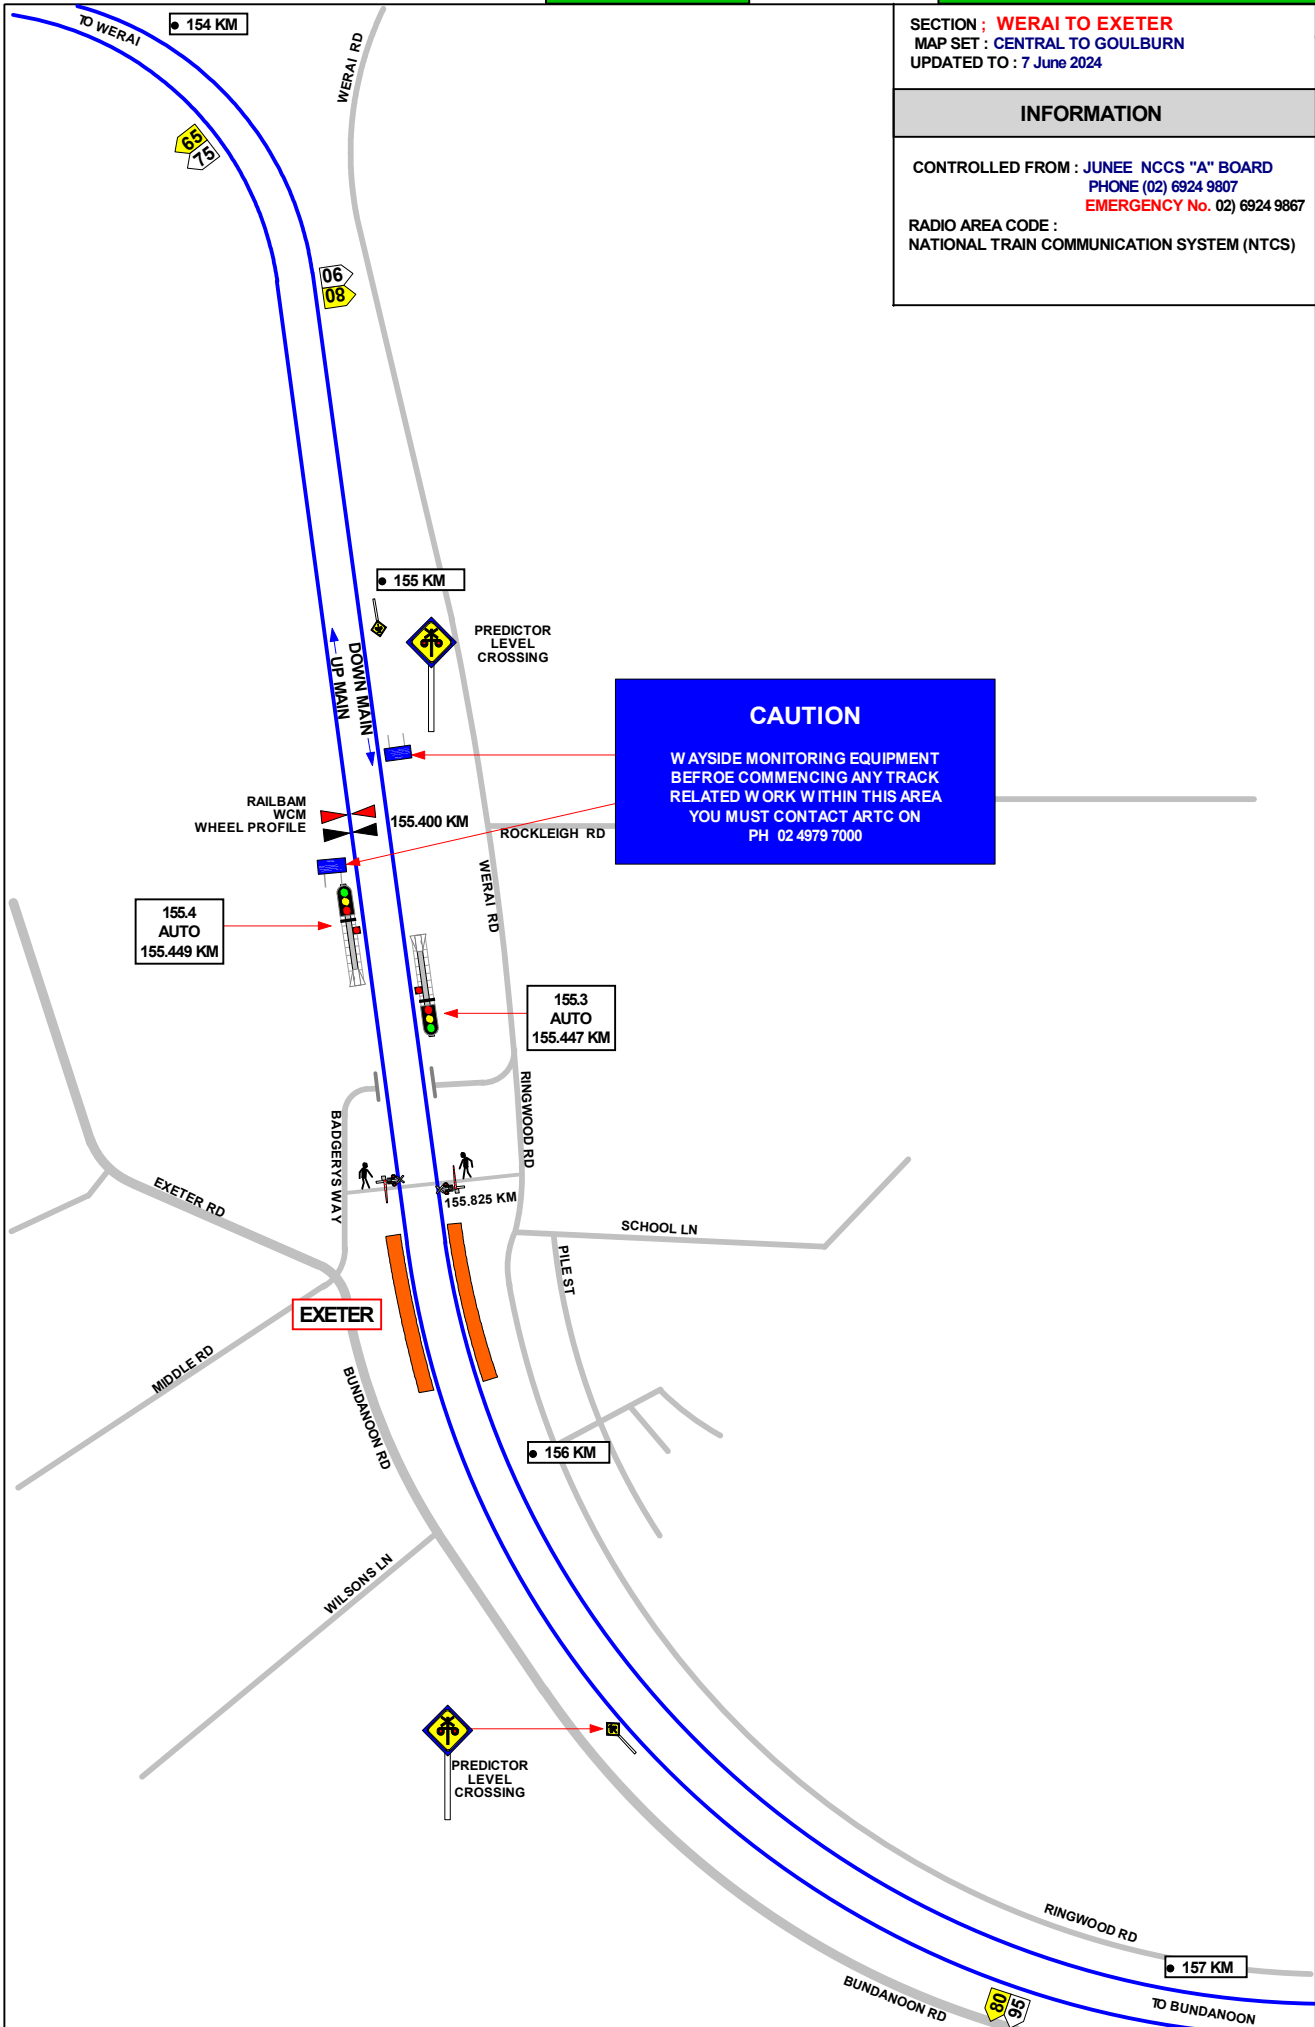 TO WERAI
154 KM
WERAI RD
SECTION ; WERAI TO EXETER
MAP SET : CENTRAL TO GOULBURN
UPDATED TO : 7 June 2024
INFORMATION
CONTROLLED FROM : JUNEE NCCS "A" BOARD
PHONE (02) 6924 9807
EMERGENCY No. 02) 6924 9867
RADIO AREA CODE :
NATIONAL TRAIN COMMUNICATION SYSTEM (NTCS)
65
75
90
80
155 KM
PREDICTOR
LEVEL
CROSSING
UP MAIN
DOWN MAIN
CAUTION
WAYSIDE MONITORING EQUIPMENT
BEFROE COMMENCING ANY TRACK
RELATED WORK WITHIN THIS AREA
YOU MUST CONTACT ARTC ON
PH 02 4979 7000
RAILBAM
WCM
WHEEL PROFILE
155.400 KM
ROCKLEIGH RD
WERAI RD
155.4
AUTO
155.449 KM
155.3
AUTO
155.447 KM
RINGWOOD RD
BADGERYS WAY
155.825 KM
EXETER RD
SCHOOL LN
PILE ST
EXETER
MIDDLE RD
BUNDANOON RD
156 KM
WILSONS LN
PREDICTOR
LEVEL
CROSSING
RINGWOOD RD
157 KM
BUNDANOON RD
80
95
TO BUNDANOON